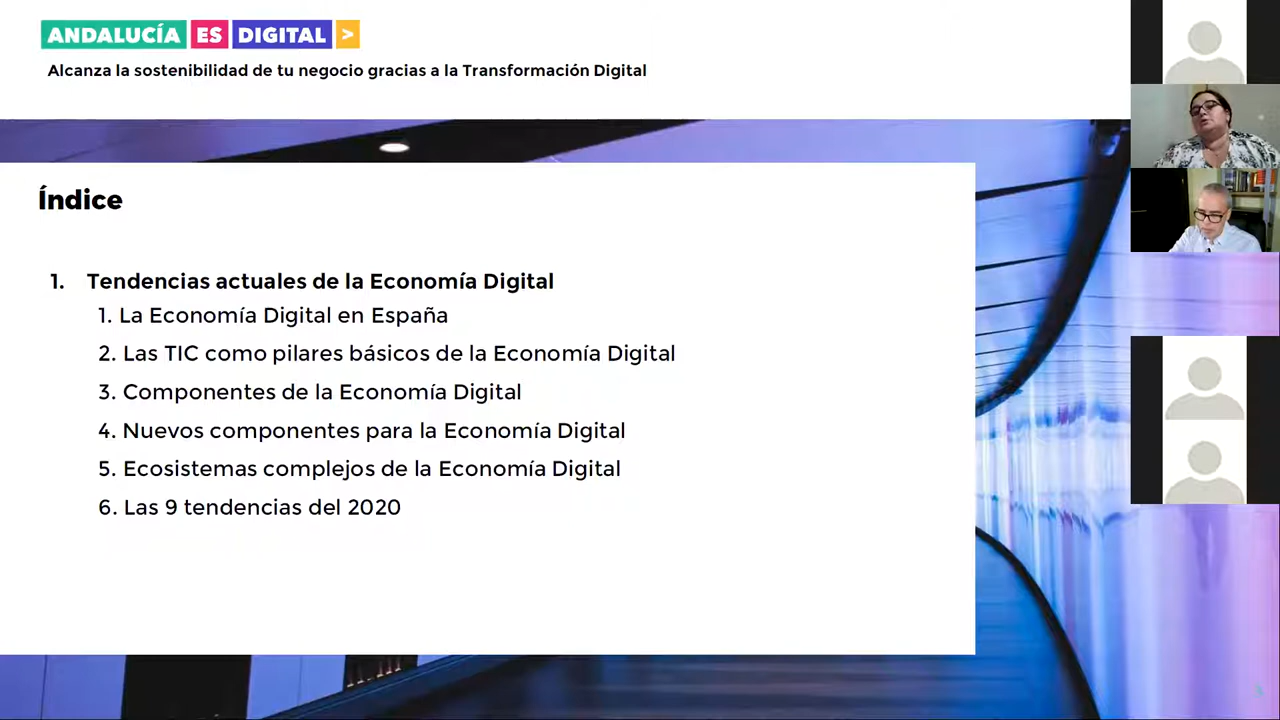 ANDALUCÍA ES DIGITAL >
Alcanza la sostenibilidad de tu negocio gracias a la Transformación Digital
Índice
1. Tendencias actuales de la Economía Digital
1. La Economía Digital en España
2. Las TIC como pilares básicos de la Economía Digital
3. Componentes de la Economía Digital
4. Nuevos componentes para la Economía Digital
5. Ecosistemas complejos de la Economía Digital
6. Las 9 tendencias del 2020